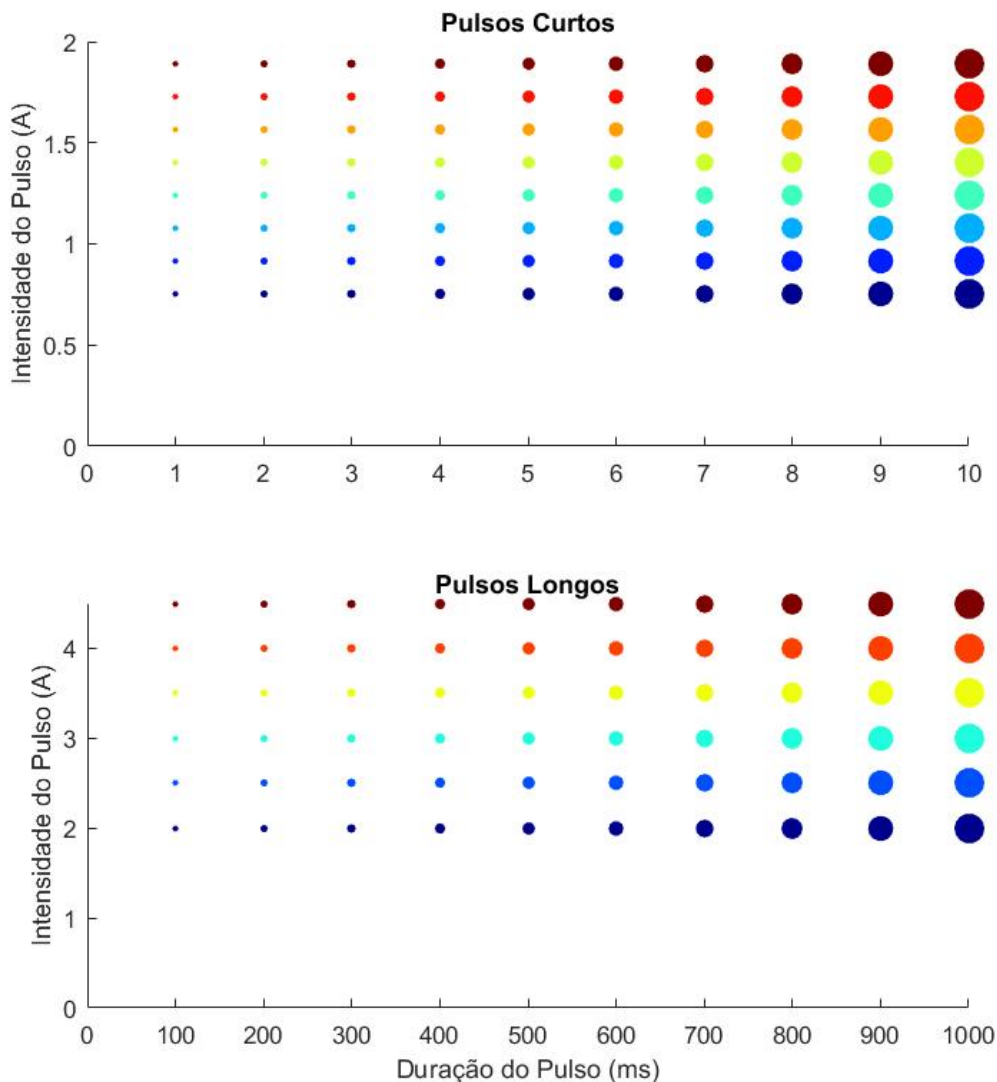 Pulsos Curtos
Intensidade do Pulso (A)
2
1.5
1
0.5
0
0 1 2 3 4 5 6 7 8 9 10
Pulsos Longos
Intensidade do Pulso (A)
4
3
2
1
0
0 100 200 300 400 500 600 700 800 900 1000
Duração do Pulso (ms)